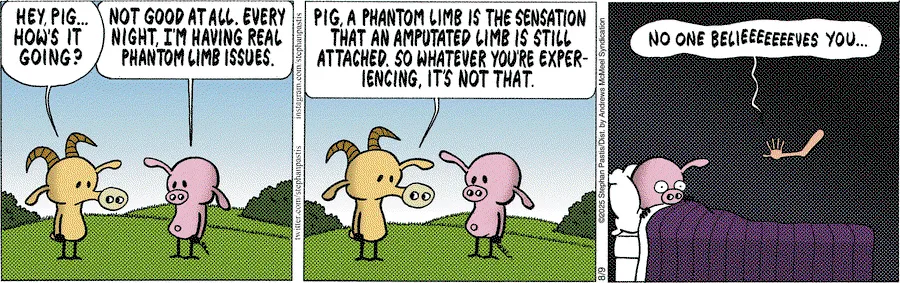 HEY, PIG...
HOW'S IT
GOING?
NOT GOOD AT ALL. EVERY
NIGHT, I'M HAVING REAL
PHANTOM LIMB ISSUES.
twitter.com/stephanpastis
instagram.com/stephanpastis
PIG, A PHANTOM LIMB IS THE SENSATION
THAT AN AMPUTATED LIMB IS STILL
ATTACHED. SO WHATEVER YOU'RE EXPER-
IENCING, IT'S NOT THAT.
8/9
©2025 Stephan Pastis/Dist. by Andrews McMeel Syndication
NO ONE BELIEEEEEEEVES YOU...